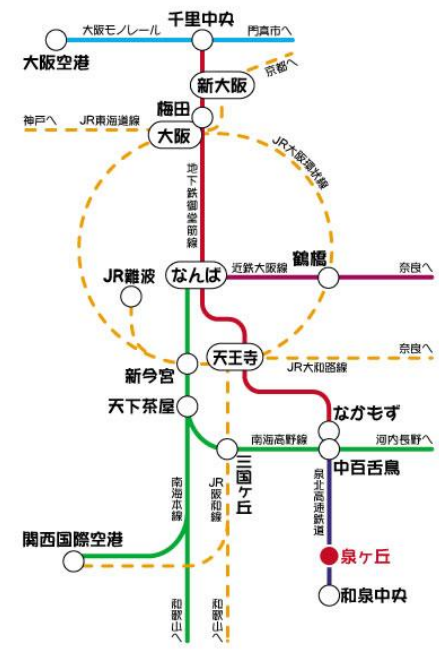 千里中央
大阪モノレール
門真市へ
大阪空港
京都へ
新大阪
梅田
神戸へ
JR東海道線
大阪
JR大阪環状線
地下鉄御堂筋線
鶴橋
JR難波
なんば
近鉄大阪線
奈良へ
新今宮
天王寺
奈良へ
JR大和路線
天下茶屋
なかもず
南海高野線
河内長野へ
三国ヶ丘
中百舌鳥
南海本線
JR阪和線
泉北高速鉄道
関西国際空港
泉ヶ丘
和泉中央
和歌山へ
和歌山へ